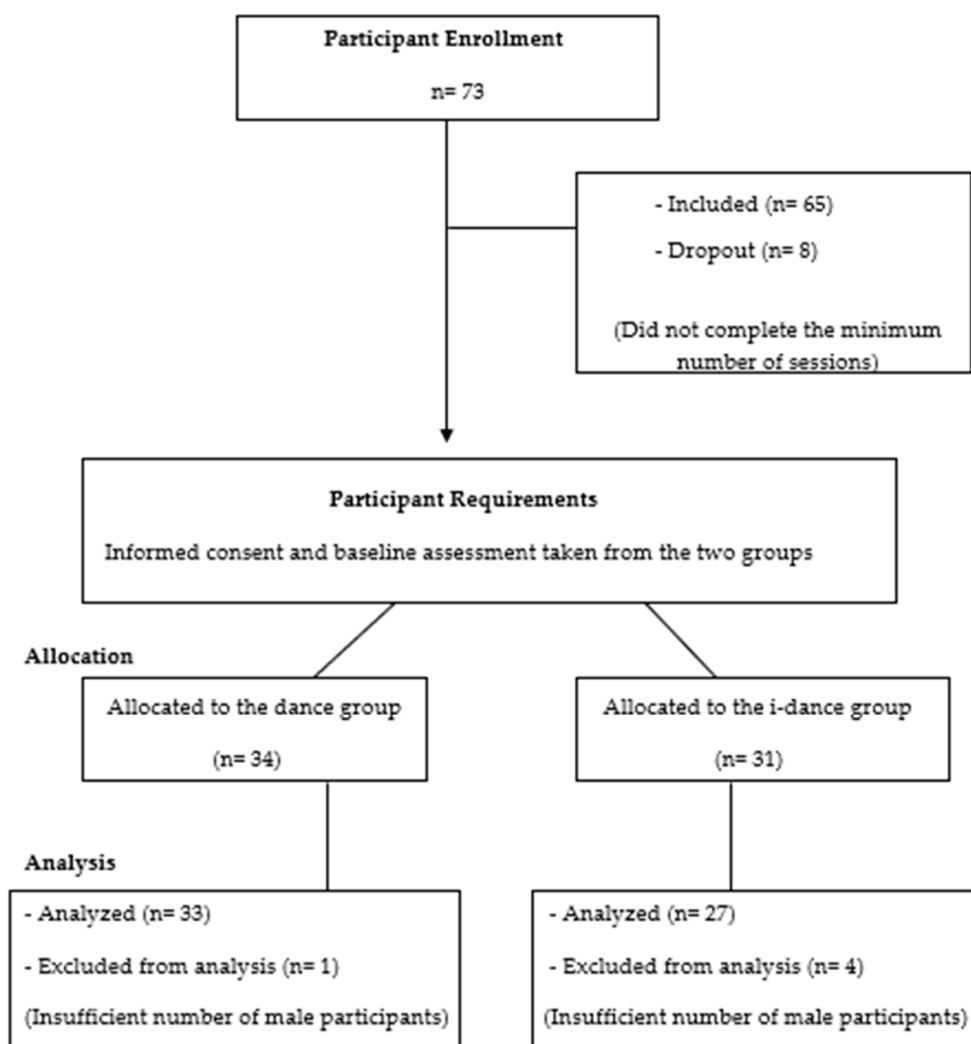 Participant Enrollment
n= 73
- Included (n= 65)
- Dropout (n= 8)
(Did not complete the minimum
number of sessions)
Participant Requirements
Informed consent and baseline assessment taken from the two groups
Allocation
Allocated to the dance group
(n= 34)
Allocated to the i-dance group
(n= 31)
Analysis
- Analyzed (n= 33)
- Excluded from analysis (n= 1)
(Insufficient number of male participants)
- Analyzed (n= 27)
- Excluded from analysis (n= 4)
(Insufficient number of male participants)